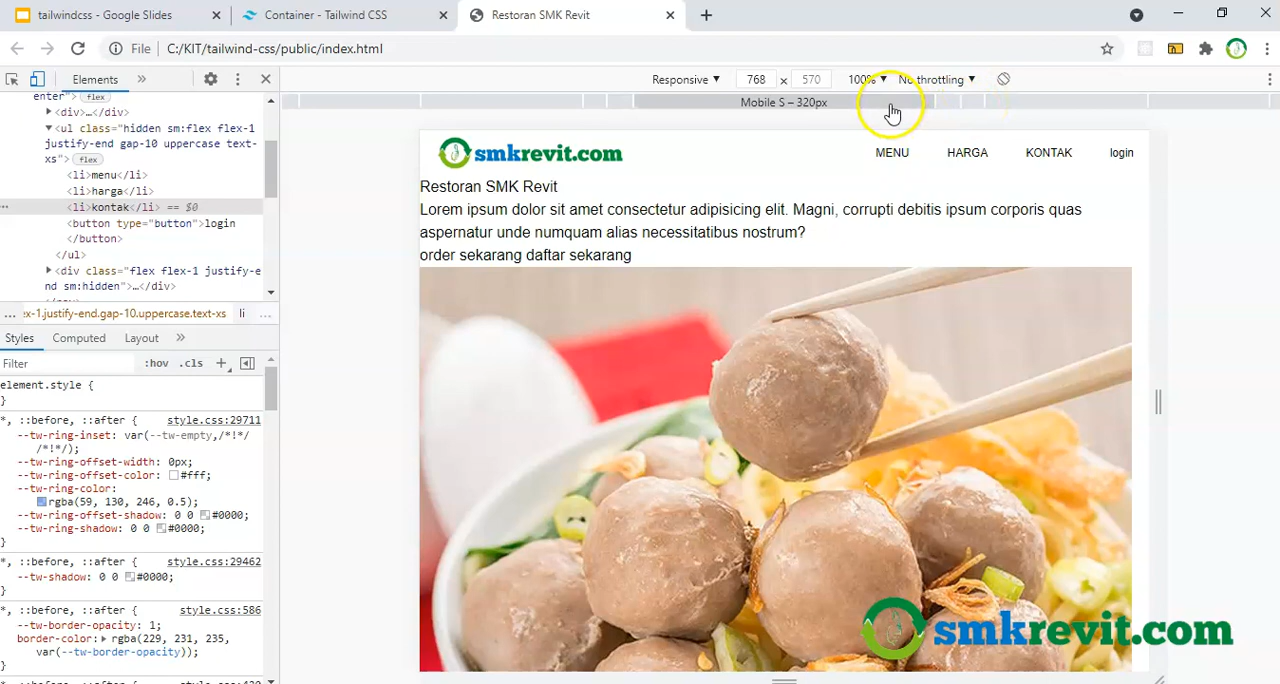 tailwindcss - Google Slides
Container - Tailwind CSS
Restoran SMK Revit
File
C:/KIT/tailwind-css/public/index.html
Elements
Responsive
768
570
100%
No throttling
Mobile S – 320px
enter"> flex
<div>…</div>
<ul class="hidden sm:flex flex-1
justify-end gap-10 uppercase text-
xs"> flex
<li>menu</li>
<li>harga</li>
<li>kontak</li> == $0
<button type="button">login
</button>
</ul>
<div class="flex flex-1 justify-e
nd sm:hidden">…</div>
... ex-1.justify-end.gap-10.uppercase.text-xs li ...
Styles Computed Layout
Filter
:hov .cls
element.style {
}
*, ::before, ::after { style.css:29711
--tw-ring-inset: var(--tw-empty,/*!*/
/*!*/);
--tw-ring-offset-width: 0px;
--tw-ring-offset-color: #fff;
--tw-ring-color:
rgba(59, 130, 246, 0.5);
--tw-ring-offset-shadow: 0 0 #0000;
--tw-ring-shadow: 0 0 #0000;
}
*, ::before, ::after { style.css:29462
--tw-shadow: 0 0 #0000;
}
*, ::before, ::after { style.css:586
--tw-border-opacity: 1;
border-color: rgba(229, 231, 235,
var(--tw-border-opacity));
}
smkrevit.com
MENU HARGA KONTAK login
Restoran SMK Revit
Lorem ipsum dolor sit amet consectetur adipisicing elit. Magni, corrupti debitis ipsum corporis quas
aspernatur unde numquam alias necessitatibus nostrum?
order sekarang daftar sekarang
smkrevit.com